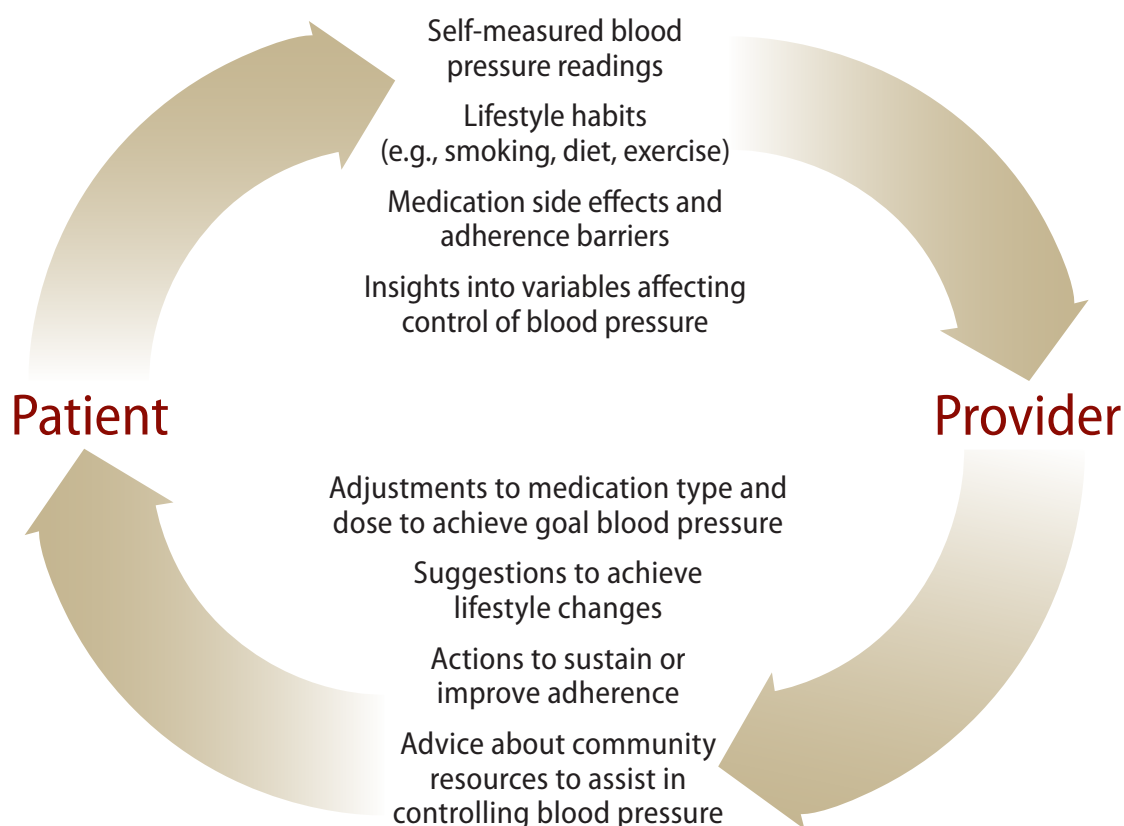 Self-measured blood
pressure readings
Lifestyle habits
(e.g., smoking, diet, exercise)
Medication side effects and
adherence barriers
Insights into variables affecting
control of blood pressure
Patient
Provider
Adjustments to medication type and
dose to achieve goal blood pressure
Suggestions to achieve
lifestyle changes
Actions to sustain or
improve adherence
Advice about community
resources to assist in
controlling blood pressure